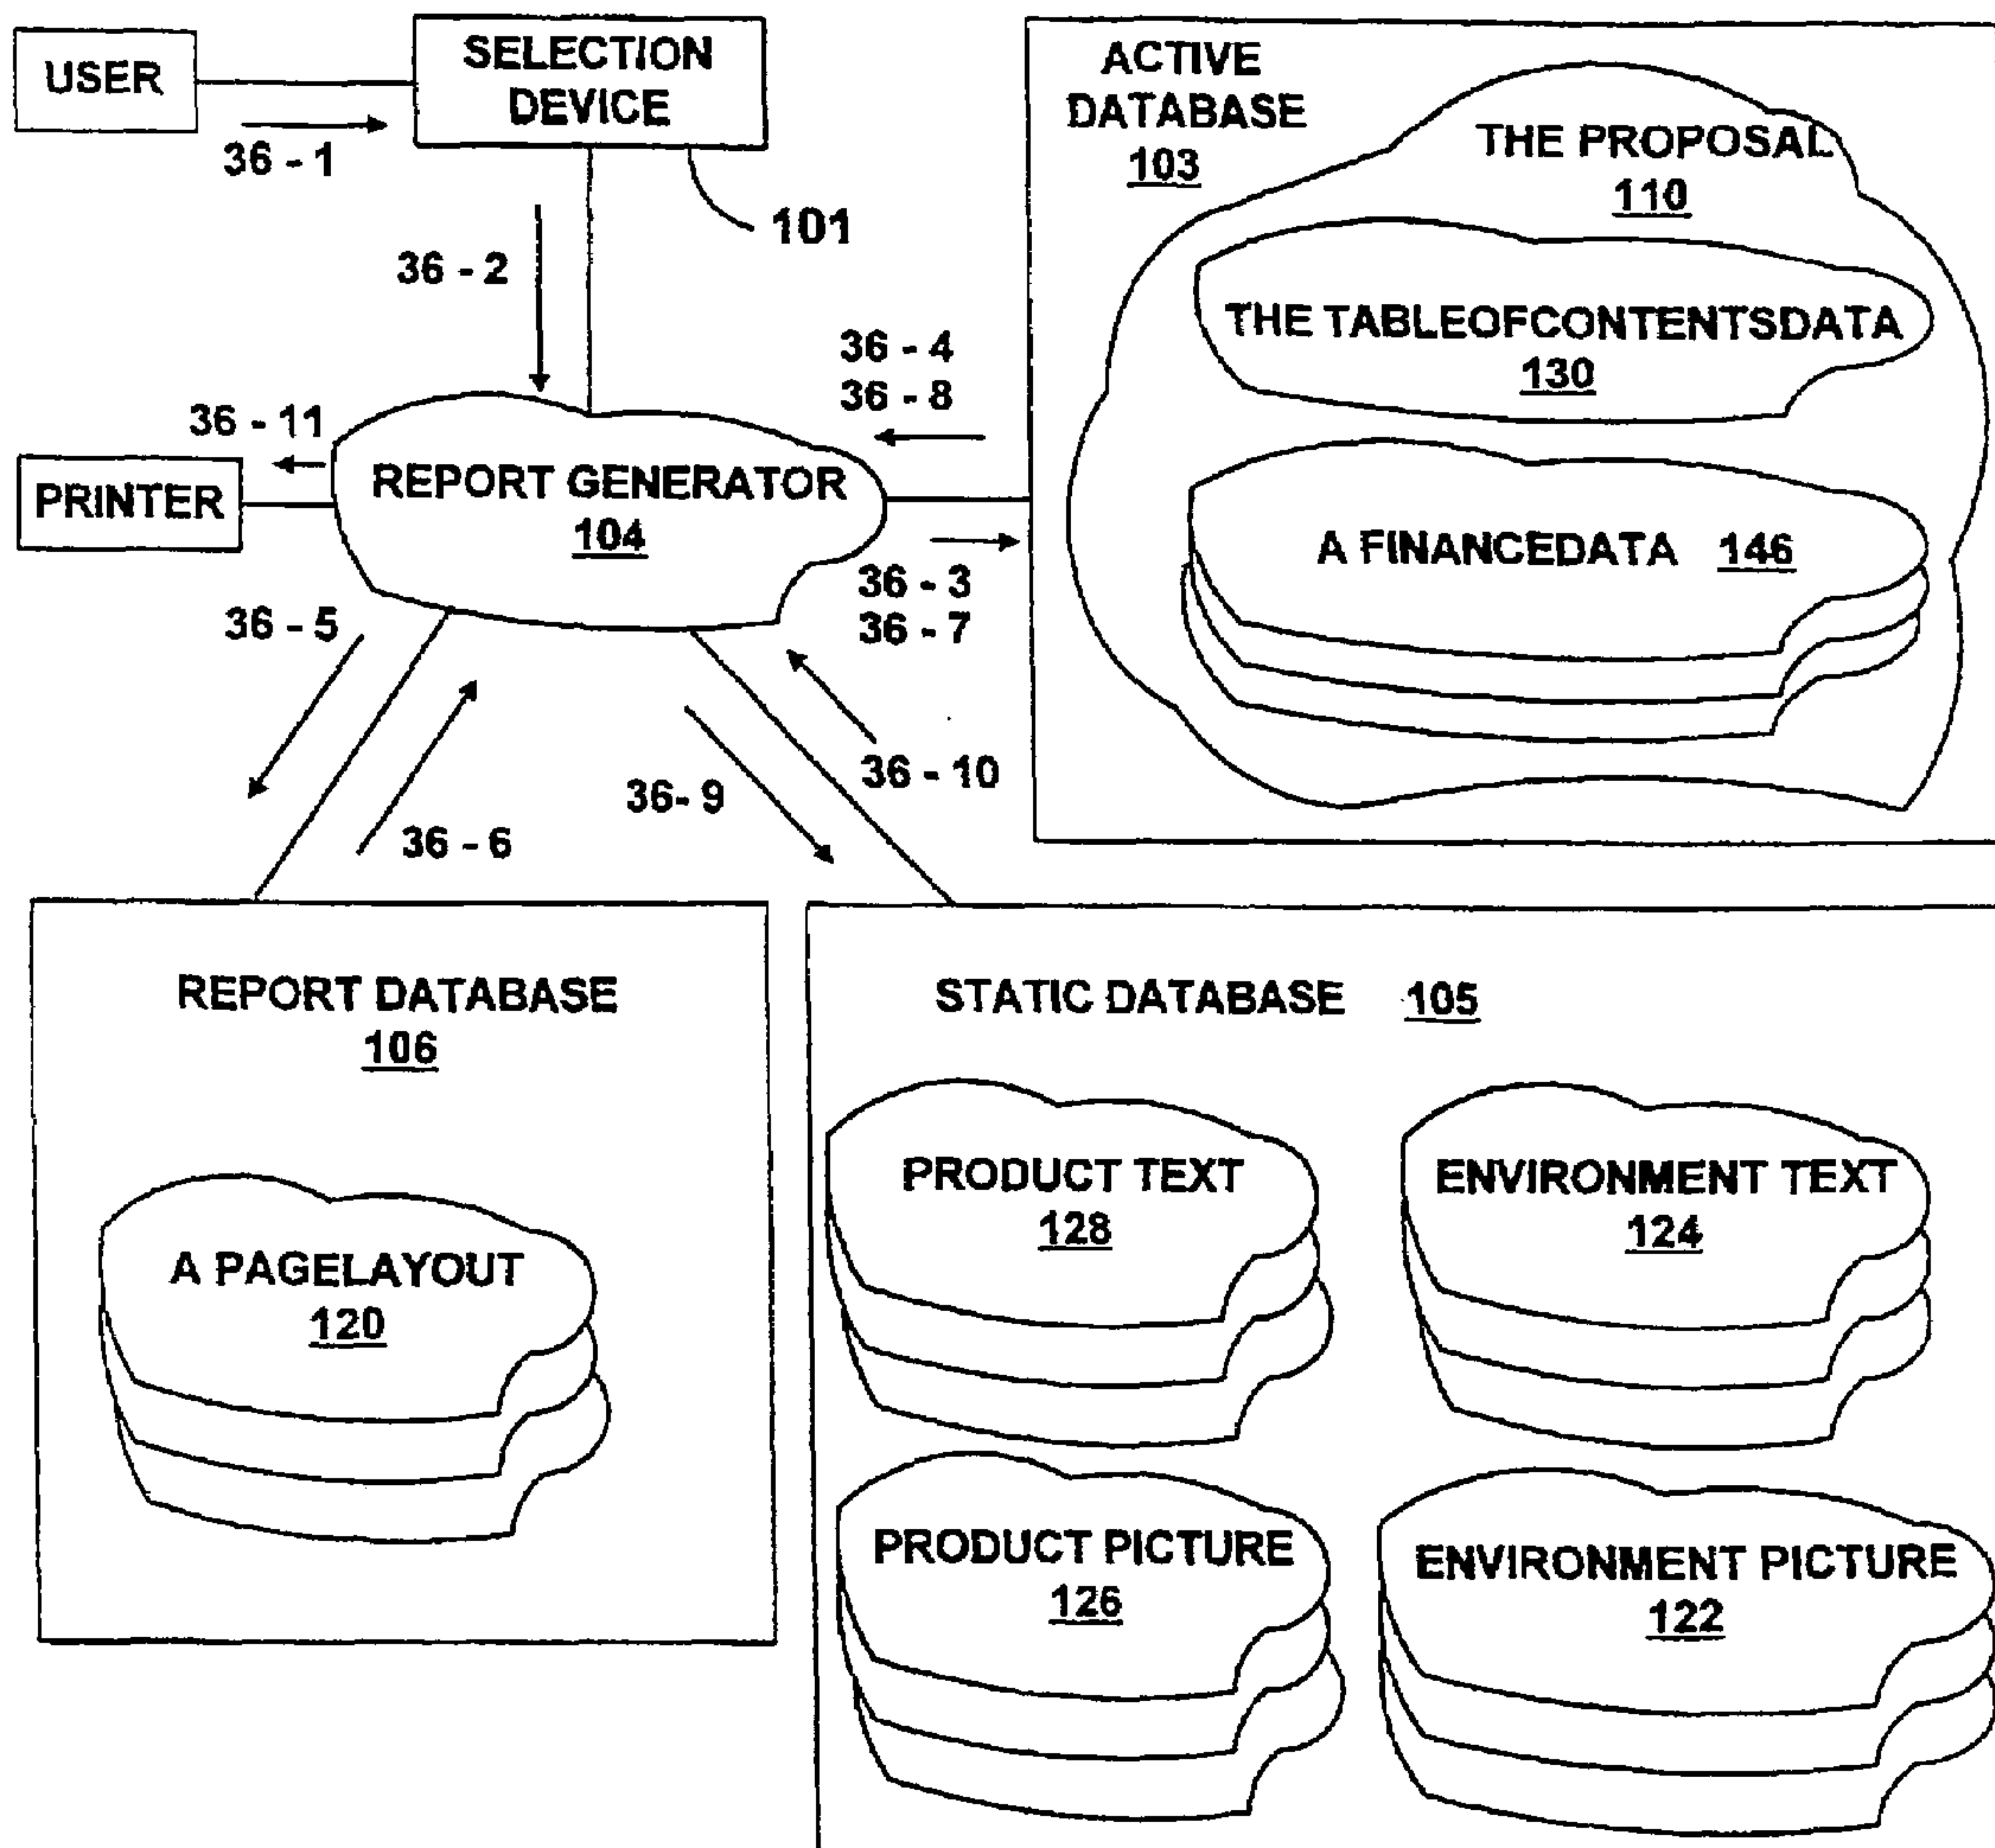 USER
SELECTION
DEVICE
36 - 1
101
36 - 2
ACTIVE
DATABASE
103
THE PROPOSAL
110
THE TABLEOFCONTENTSDATA
130
A FINANCEDATA 146
36 - 4
36 - 8
36 - 11
PRINTER
REPORT GENERATOR
104
36 - 3
36 - 7
36 - 5
36 - 6
36- 9
36 - 10
REPORT DATABASE
106
A PAGELAYOUT
120
STATIC DATABASE 105
PRODUCT TEXT
128
ENVIRONMENT TEXT
124
PRODUCT PICTURE
126
ENVIRONMENT PICTURE
122